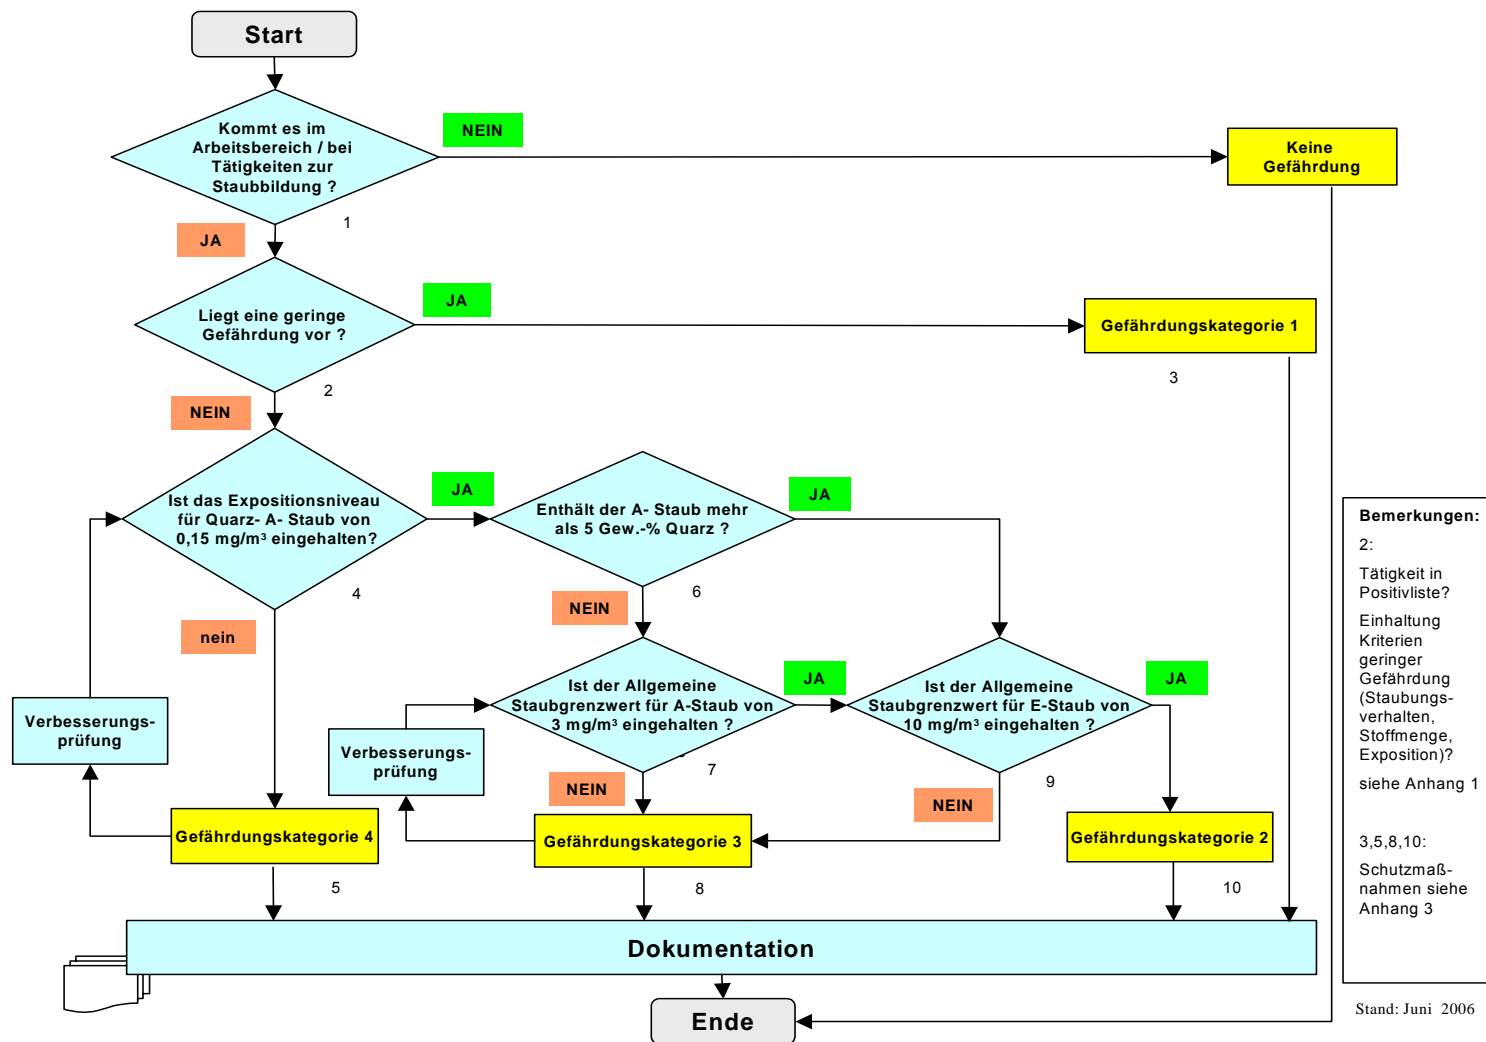 Start
Kommt es im
Arbeitsbereich / bei
Tätigkeiten zur
Staubbildung ?
1
NEIN
Keine
Gefährdung
JA
Liegt eine geringe
Gefährdung vor ?
2
JA
Gefährdungskategorie 1
3
NEIN
Ist das Expositionsniveau
für Quarz- A- Staub von
0,15 mg/m³ eingehalten?
4
JA
Enthält der A- Staub mehr
als 5 Gew.-% Quarz ?
6
JA
nein
NEIN
Verbesserungs-
prüfung
Ist der Allgemeine
Staubgrenzwert für A-Staub von
3 mg/m³ eingehalten ?
7
JA
Ist der Allgemeine
Staubgrenzwert für E-Staub von
10 mg/m³ eingehalten ?
9
JA
Verbesserungs-
prüfung
NEIN
NEIN
Gefährdungskategorie 4
5
Gefährdungskategorie 3
8
Gefährdungskategorie 2
10
Dokumentation
Ende
Bemerkungen:
2:
Tätigkeit in
Positivliste?
Einhaltung
Kriterien
geringer
Gefährdung
(Staubungs-
verhalten,
Stoffmenge,
Exposition)?
siehe Anhang 1
3,5,8,10:
Schutzmaß-
nahmen siehe
Anhang 3
Stand: Juni 2006